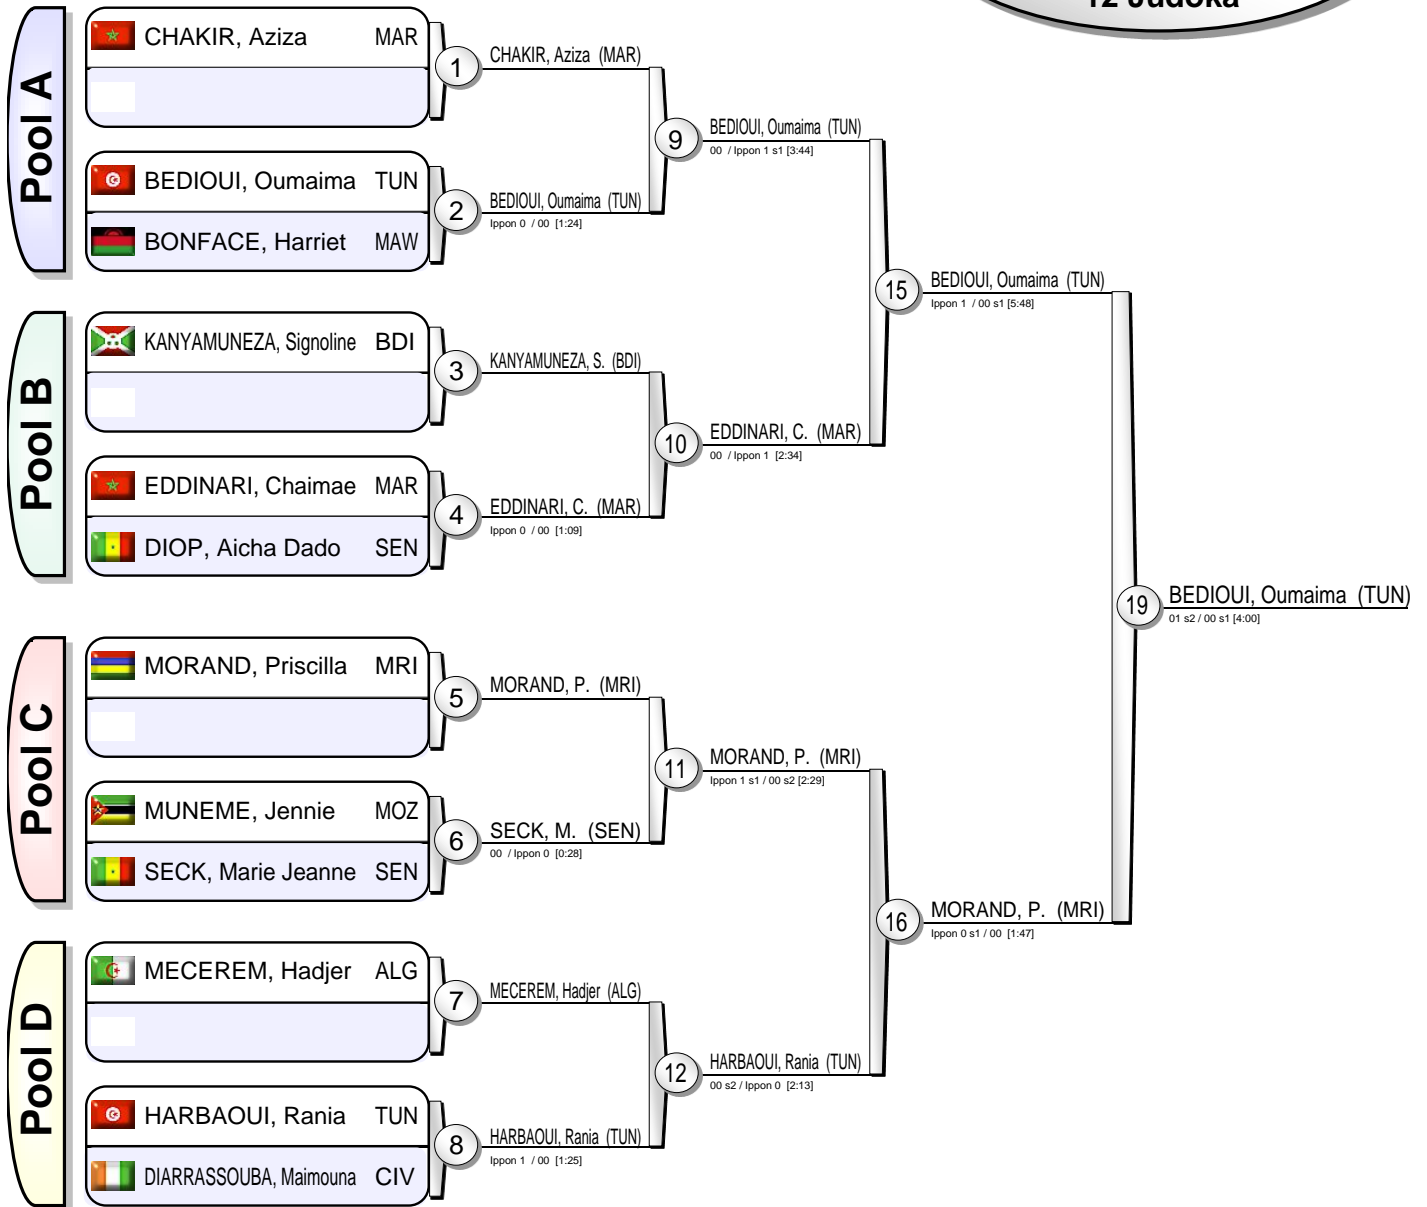 12 Judoka
Pool A
CHAKIR, Aziza MAR
BEDIOUI, Oumaima TUN
BONFACE, Harriet MAW
1
CHAKIR, Aziza (MAR)
2
BEDIOUI, Oumaima (TUN)
Ippon 0 / 00 [1:24]
9
BEDIOUI, Oumaima (TUN)
00 / Ippon 1 s1 [3:44]
Pool B
KANYAMUNEZA, Signoline BDI
EDDINARI, Chaimae MAR
DIOP, Aicha Dado SEN
3
KANYAMUNEZA, S. (BDI)
4
EDDINARI, C. (MAR)
Ippon 0 / 00 [1:09]
10
EDDINARI, C. (MAR)
00 / Ippon 1 [2:34]
15
BEDIOUI, Oumaima (TUN)
Ippon 1 / 00 s1 [5:48]
Pool C
MORAND, Priscilla MRI
MUNEME, Jennie MOZ
SECK, Marie Jeanne SEN
5
MORAND, P. (MRI)
6
SECK, M. (SEN)
00 / Ippon 0 [0:28]
11
MORAND, P. (MRI)
Ippon 1 s1 / 00 s2 [2:29]
Pool D
MECEREM, Hadjer ALG
HARBAOUI, Rania TUN
DIARRASSOUBA, Maimouna CIV
7
MECEREM, Hadjer (ALG)
8
HARBAOUI, Rania (TUN)
Ippon 1 / 00 [1:25]
12
HARBAOUI, Rania (TUN)
00 s2 / Ippon 0 [2:13]
16
MORAND, P. (MRI)
Ippon 0 s1 / 00 [1:47]
19
BEDIOUI, Oumaima (TUN)
01 s2 / 00 s1 [4:00]